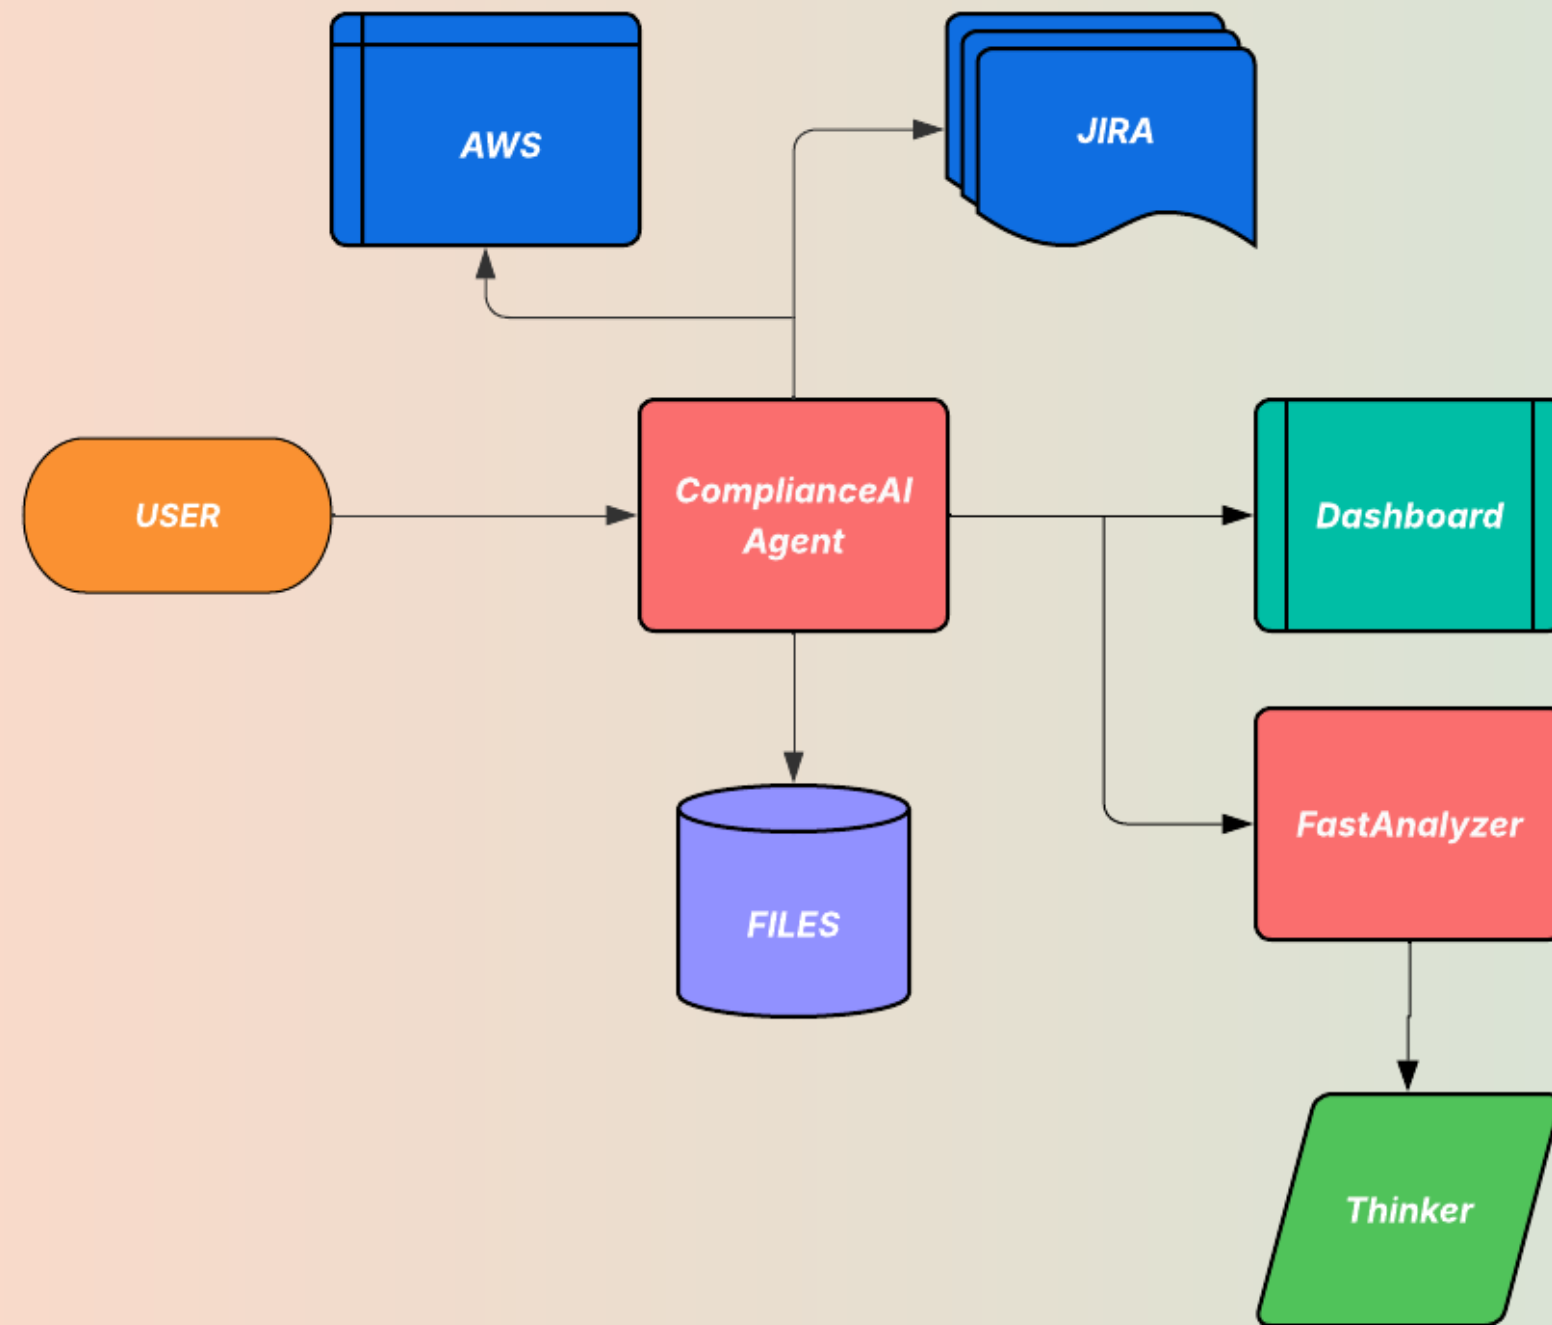 AWS
JIRA
USER
ComplianceAI
Agent
Dashboard
FastAnalyzer
FILES
Thinker